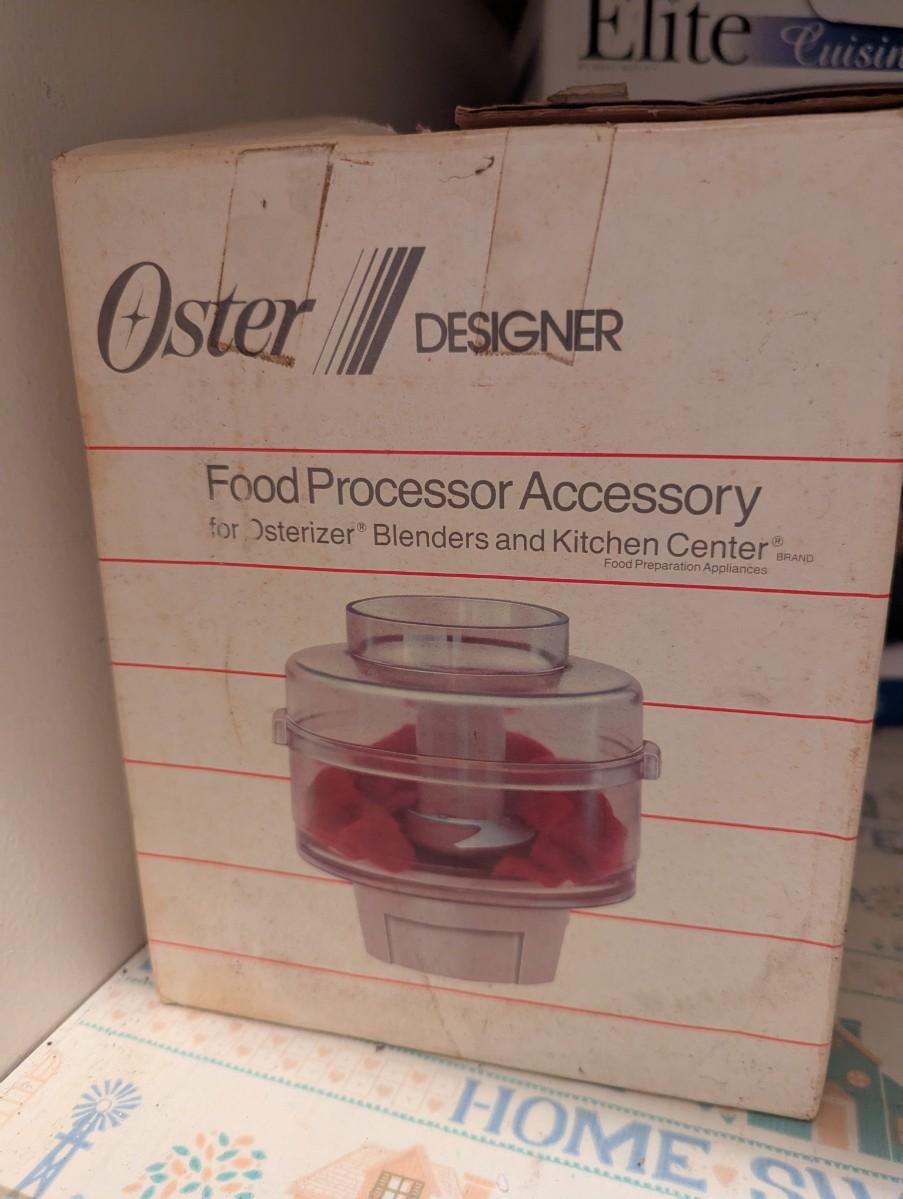 Elite Cuisin
Oster DESIGNER
Food Processor Accessory
for Osterizer® Blenders and Kitchen Center® BRAND
Food Preparation Appliances
HOME